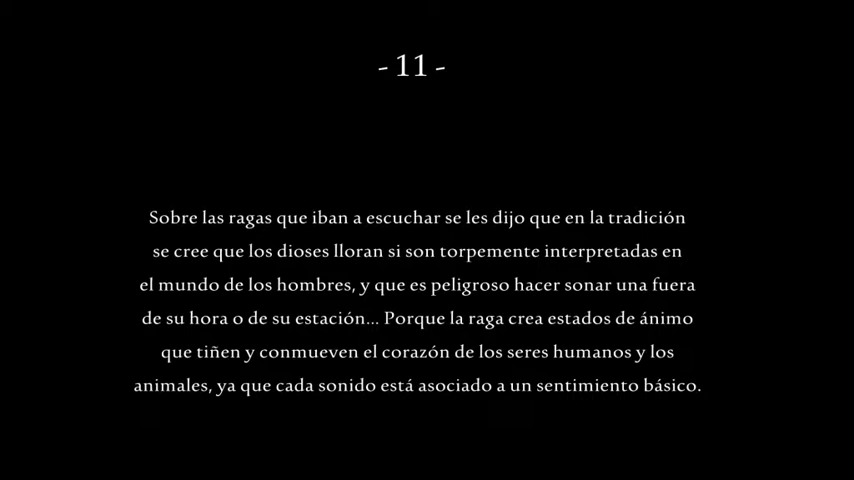 - 11 -
Sobre las ragas que iban a escuchar se les dijo que en la tradición
se cree que los dioses lloran si son torpemente interpretadas en
el mundo de los hombres, y que es peligroso hacer sonar una fuera
de su hora o de su estación... Porque la raga crea estados de ánimo
que tiñen y conmueven el corazón de los seres humanos y los
animales, ya que cada sonido está asociado a un sentimiento básico.